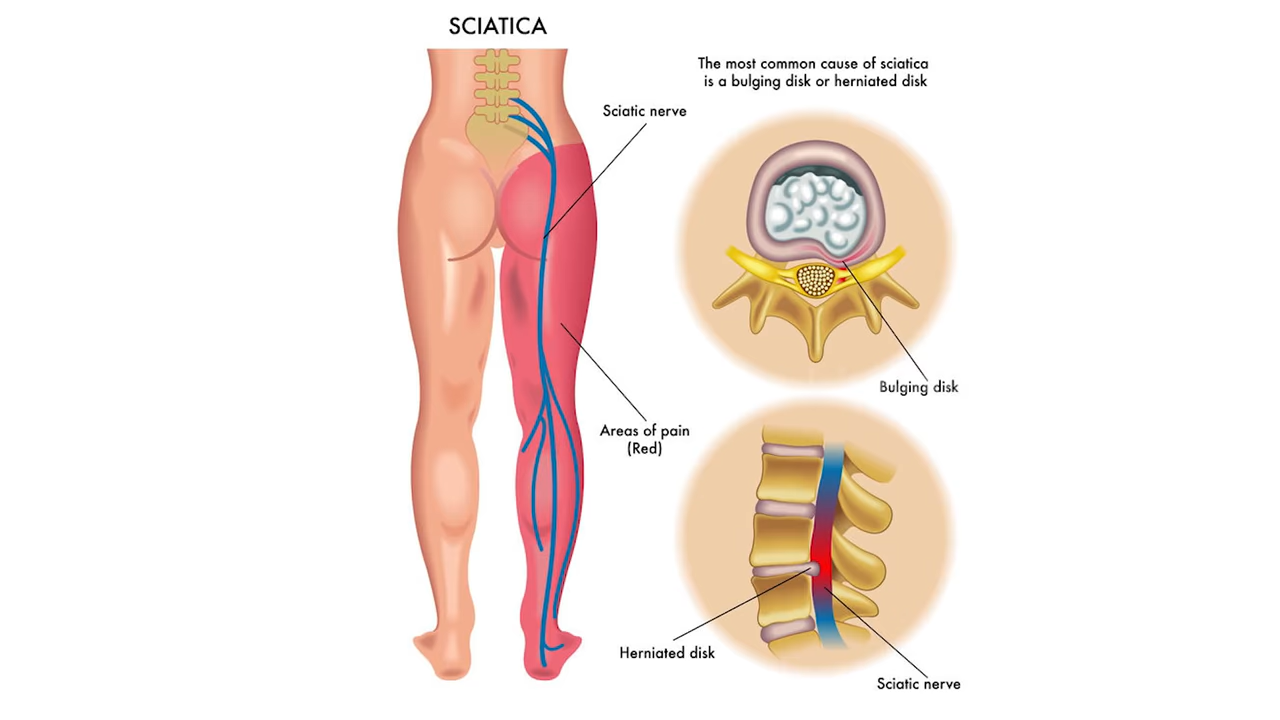 SCIATICA
The most common cause of sciatica
is a bulging disk or herniated disk
Sciatic nerve
Bulging disk
Areas of pain
(Red)
Herniated disk
Sciatic nerve